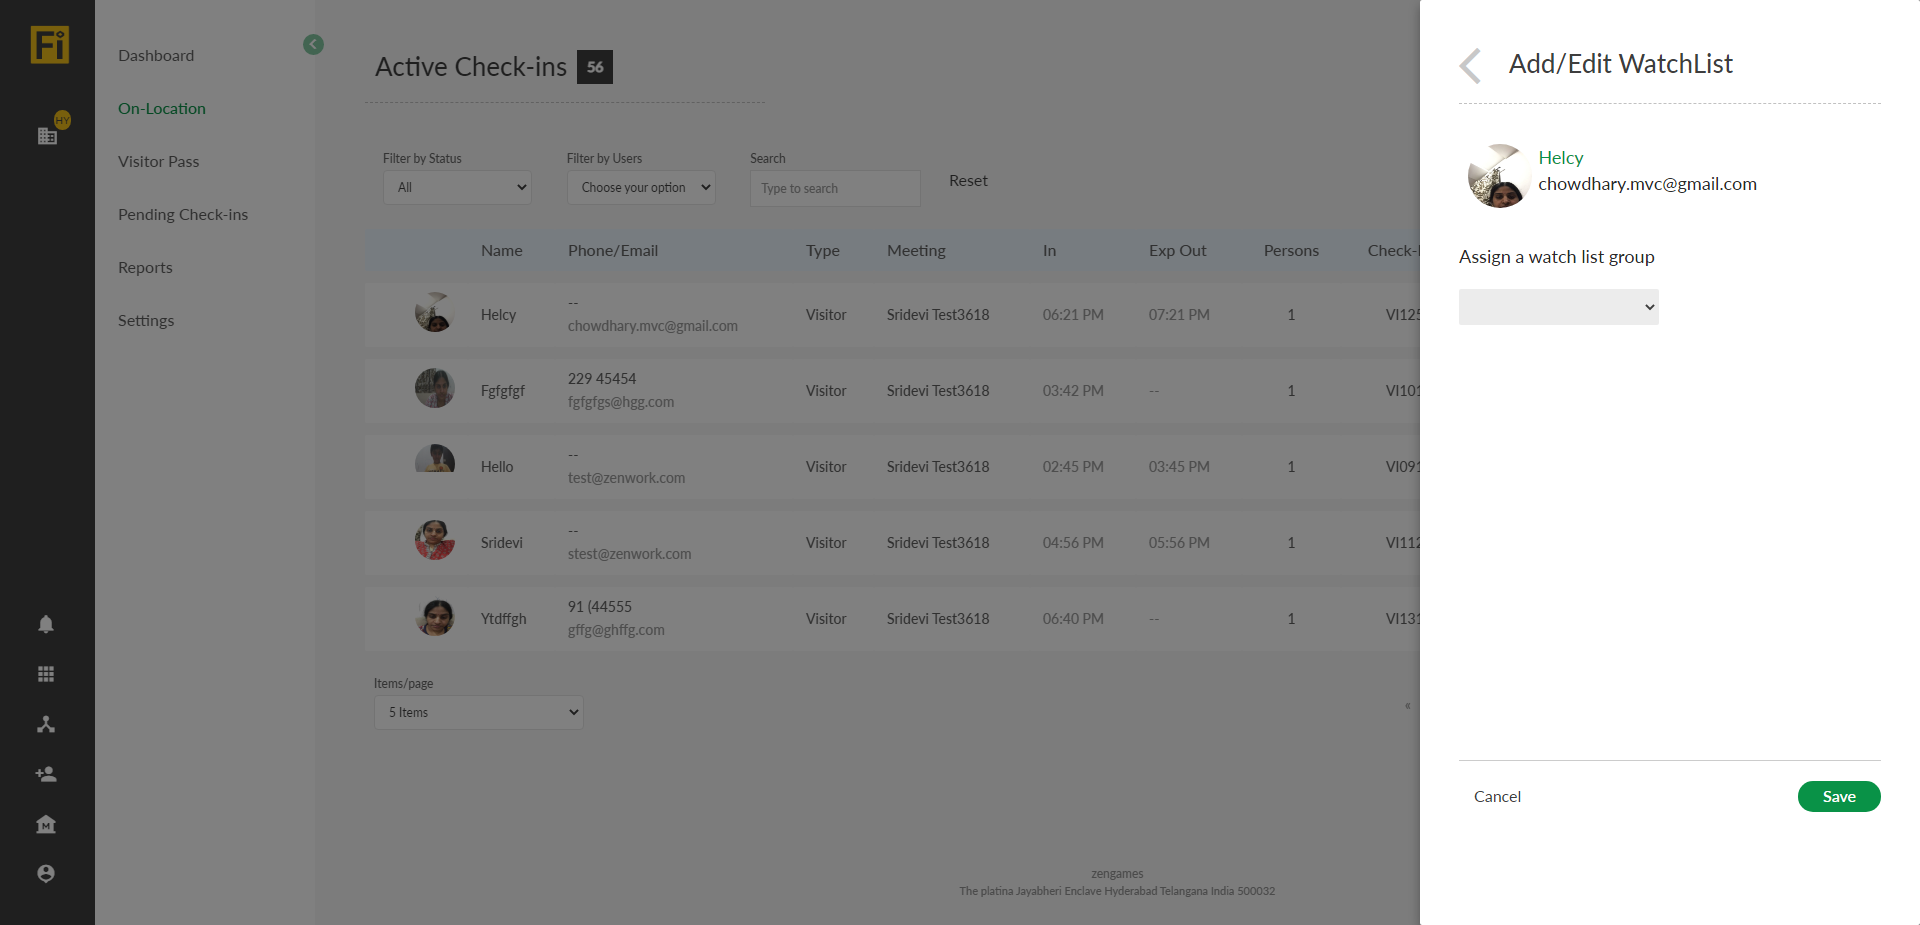 Fi
HY
Dashboard
On-Location
Visitor Pass
Pending Check-ins
Reports
Settings
M
Active Check-ins 56
Filter by Status
All
Filter by Users
Choose your option
Search
Type to search
Reset
Name Phone/Email Type Meeting In Exp Out Persons Check-
Helcy -- chowdhary.mvc@gmail.com Visitor Sridevi Test3618 06:21 PM 07:21 PM 1 VI125
Fgfgfgf 229 45454 fgfgfgs@hgg.com Visitor Sridevi Test3618 03:42 PM -- 1 VI101
Hello -- test@zenwork.com Visitor Sridevi Test3618 02:45 PM 03:45 PM 1 VI091
Sridevi -- stest@zenwork.com Visitor Sridevi Test3618 04:56 PM 05:56 PM 1 VI112
Ytdffgh 91 (44555 gffg@ghffg.com Visitor Sridevi Test3618 06:40 PM -- 1 VI131
Items/page
5 Items
«
zengames
The platina Jayabheri Enclave Hyderabad Telangana India 500032
Add/Edit WatchList
Helcy
chowdhary.mvc@gmail.com
Assign a watch list group
Cancel
Save